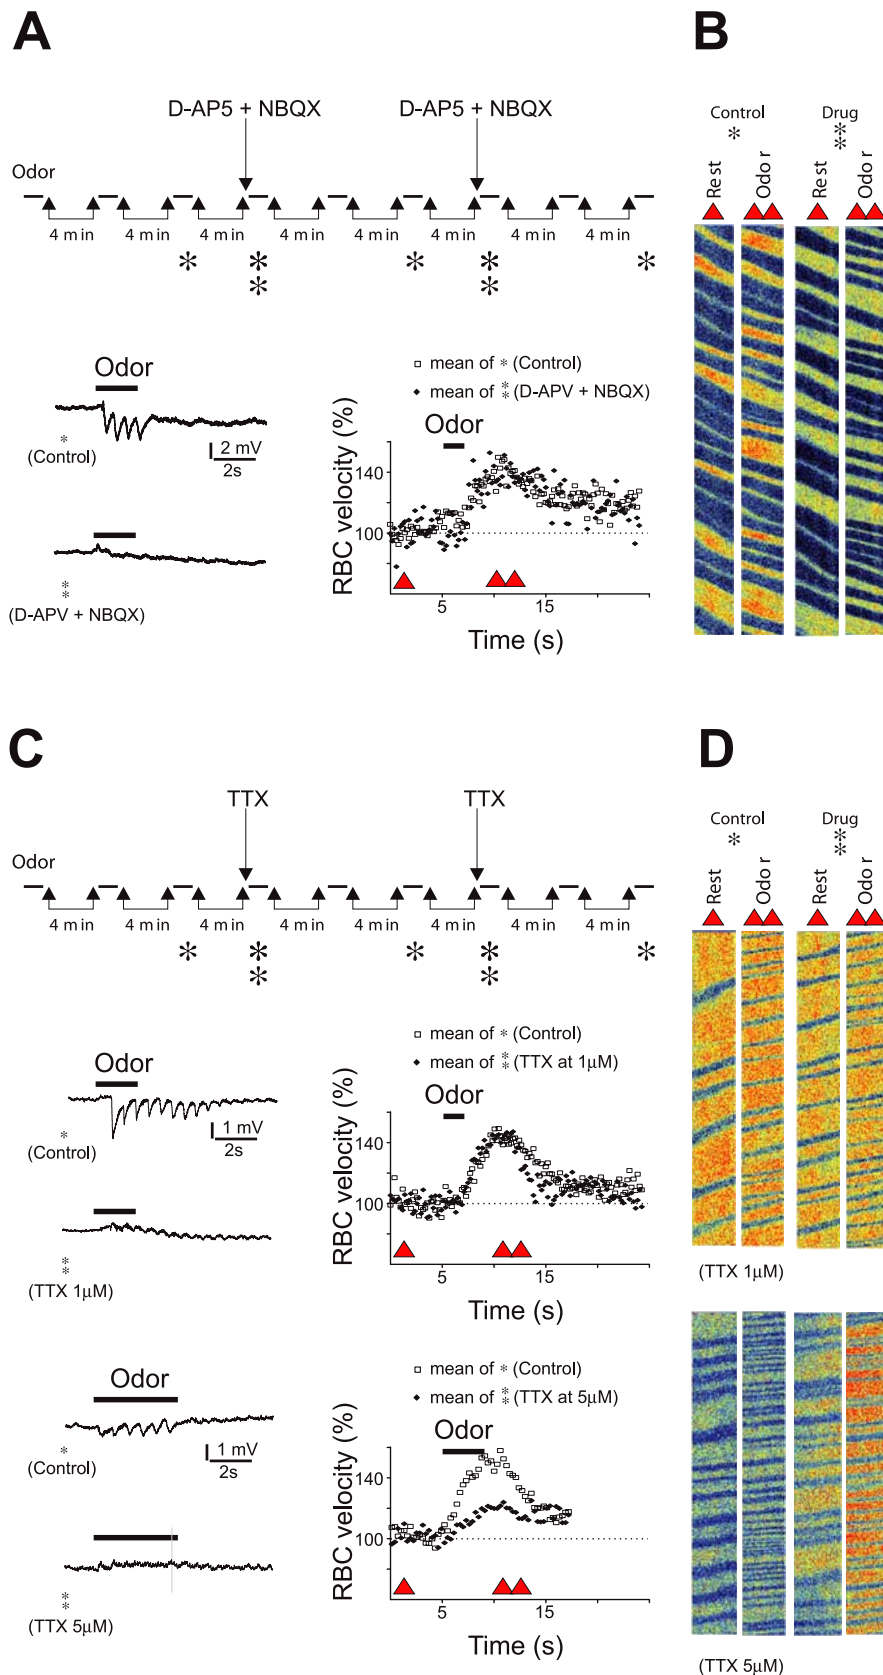 A
D-AP5 + NBQX D-AP5 + NBQX
Odor
4 min 4 min 4 min 4 min 4 min 4 min 4 min 4 min
* ** * ** *
Odor
*
(Control)
2 mV
2s
**
(D-APV + NBQX)
mean of * (Control)
mean of ** (D-APV + NBQX)
Odor
RBC velocity (%)
140
100
5 15
Time (s)
B
Control Drug
* **
Rest Odor Rest Odor
C
TTX TTX
Odor
4 min 4 min 4 min 4 min 4 min 4 min 4 min 4 min
* ** * ** *
Odor
*
(Control)
1 mV
2s
**
(TTX 1µM)
mean of * (Control)
mean of ** (TTX at 1µM)
Odor
RBC velocity (%)
140
100
5 15
Time (s)
Odor
*
(Control)
1 mV
2s
**
(TTX 5µM)
mean of * (Control)
mean of ** (TTX at 5µM)
Odor
RBC velocity (%)
140
100
5 15
Time (s)
D
Control Drug
* **
Rest Odor Rest Odor
(TTX 1µM)
(TTX 5µM)